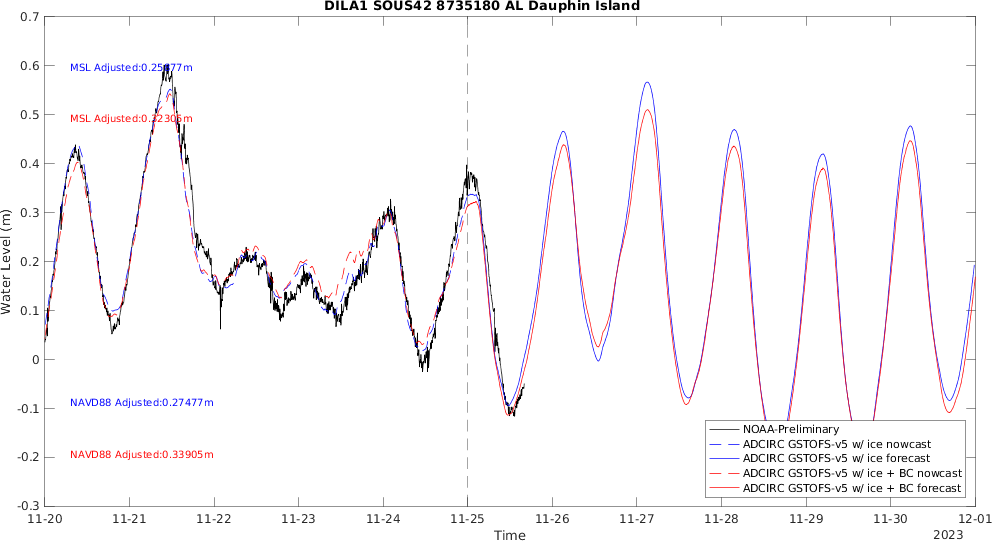 DILA1 SOUS42 8735180 AL Dauphin Island
Water Level (m)
0.7
0.6
0.5
0.4
0.3
0.2
0.1
0
-0.1
-0.2
-0.3
MSL Adjusted:0.25477m
MSL Adjusted:0.32305m
NAVD88 Adjusted:0.27477m
NAVD88 Adjusted:0.33905m
NOAA-Preliminary
ADCIRC GSTOFS-v5 w/ ice nowcast
ADCIRC GSTOFS-v5 w/ ice forecast
ADCIRC GSTOFS-v5 w/ ice + BC nowcast
ADCIRC GSTOFS-v5 w/ ice + BC forecast
11-20 11-21 11-22 11-23 11-24 11-25 11-26 11-27 11-28 11-29 11-30 12-01
Time
2023